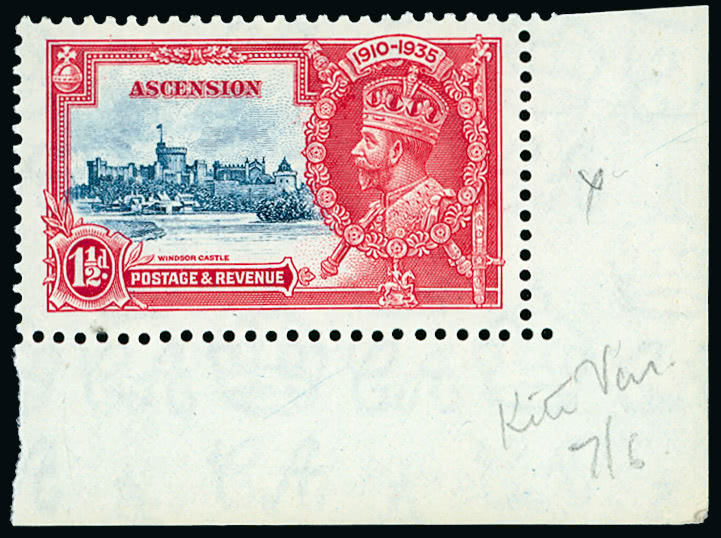 1910-1935
ASCENSION
WINDSOR CASTLE
1½d.
POSTAGE & REVENUE
x
Kite Var.
7/6